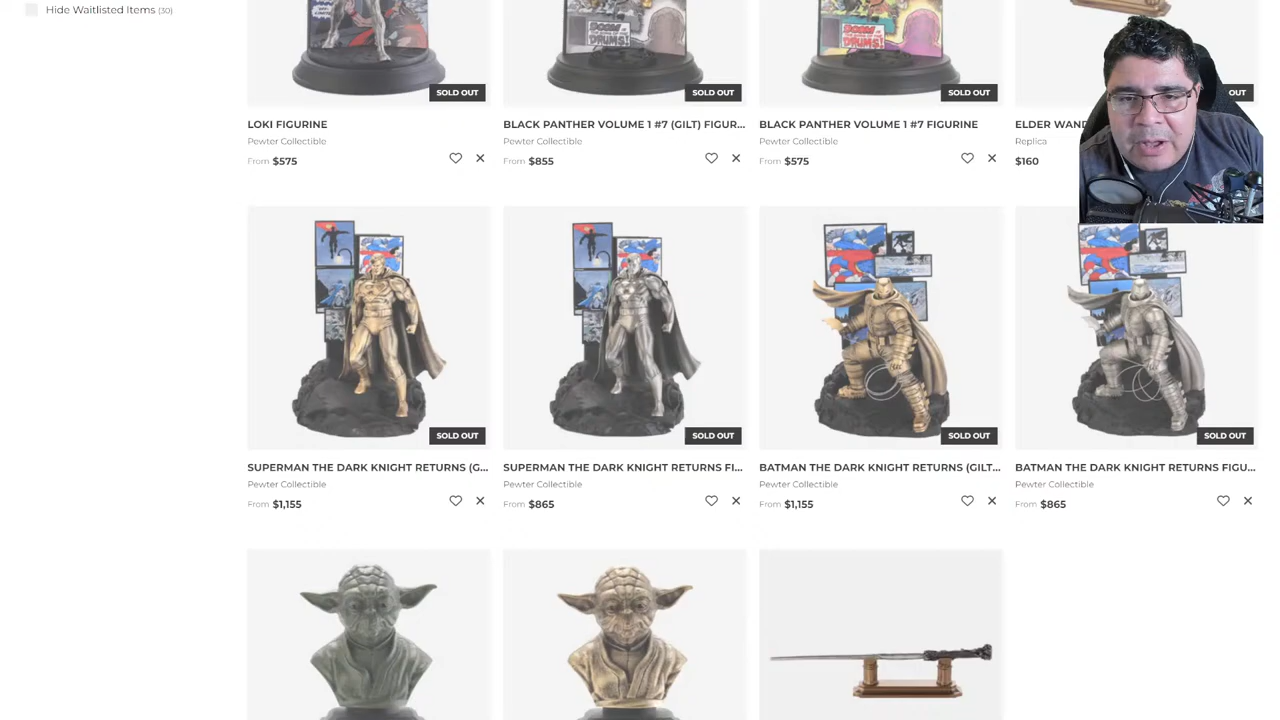 Hide Waitlisted Items (30)
SOON!
DRUMS!
SOON!
DRUMS!
SOLD OUT
SOLD OUT
SOLD OUT
OUT
LOKI FIGURINE
BLACK PANTHER VOLUME 1 #7 (GILT) FIGUR...
BLACK PANTHER VOLUME 1 #7 FIGURINE
ELDER WAND
Pewter Collectible
Pewter Collectible
Pewter Collectible
Replica
From $575
From $855
From $575
$160
SOLD OUT
SOLD OUT
SOLD OUT
SOLD OUT
SUPERMAN THE DARK KNIGHT RETURNS (G...
SUPERMAN THE DARK KNIGHT RETURNS FI...
BATMAN THE DARK KNIGHT RETURNS (GILT...
BATMAN THE DARK KNIGHT RETURNS FIGU...
Pewter Collectible
Pewter Collectible
Pewter Collectible
Pewter Collectible
From $1,155
From $865
From $1,155
From $865